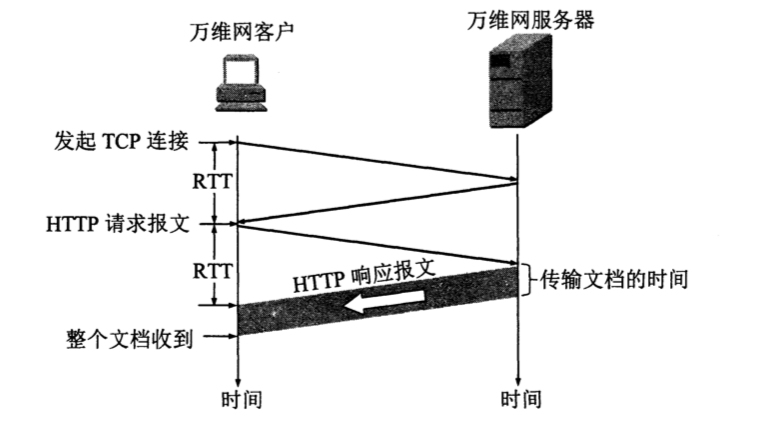 万维网客户
万维网服务器
发起 TCP 连接
RTT
HTTP 请求报文
RTT
HTTP 响应报文
传输文档的时间
整个文档收到
时间
时间